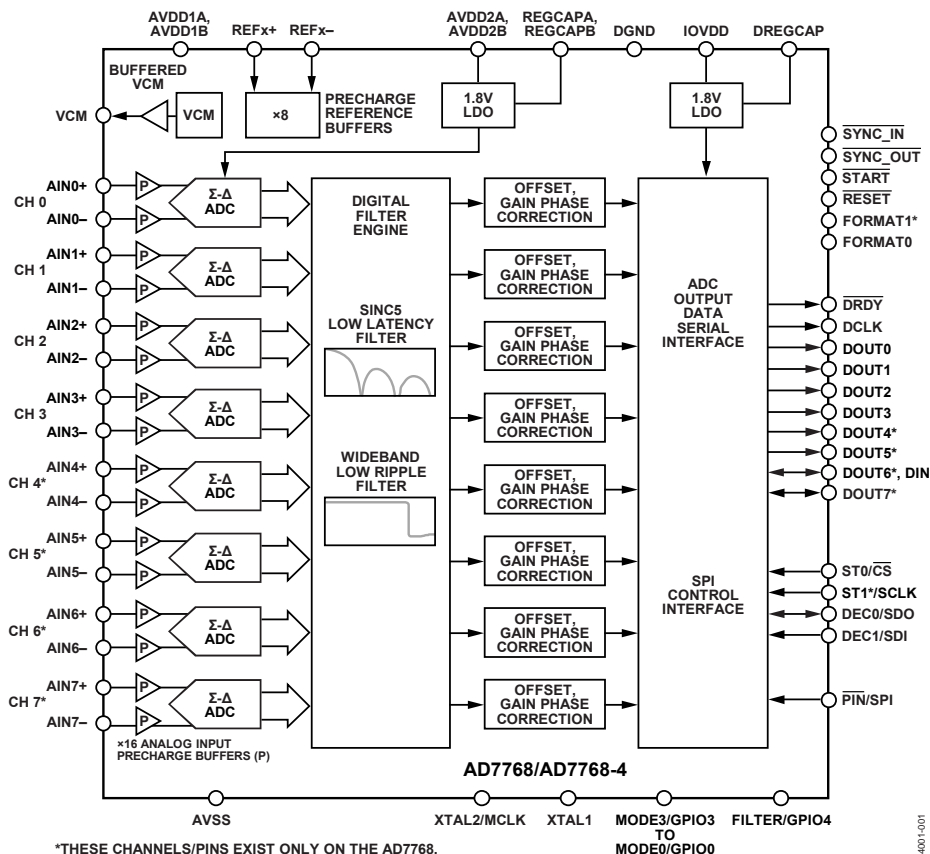 AVDD1A,
AVDD1B
REFx+
REFx–
AVDD2A,
AVDD2B
REGCAPA,
REGCAPB
DGND
IOVDD
DREGCAP
BUFFERED
VCM
VCM
VCM
×8
PRECHARGE
REFERENCE
BUFFERS
1.8V
LDO
1.8V
LDO
SYNC_IN
SYNC_OUT
START
RESET
FORMAT1*
FORMAT0
CH 0
AIN0+
AIN0–
P
P
Σ-Δ
ADC
CH 1
AIN1+
AIN1–
P
P
Σ-Δ
ADC
CH 2
AIN2+
AIN2–
P
P
Σ-Δ
ADC
CH 3
AIN3+
AIN3–
P
P
Σ-Δ
ADC
CH 4*
AIN4+
AIN4–
P
P
Σ-Δ
ADC
CH 5*
AIN5+
AIN5–
P
P
Σ-Δ
ADC
CH 6*
AIN6+
AIN6–
P
P
Σ-Δ
ADC
CH 7*
AIN7+
AIN7–
P
P
Σ-Δ
ADC
×16 ANALOG INPUT
PRECHARGE BUFFERS (P)
DIGITAL
FILTER
ENGINE
SINC5
LOW LATENCY
FILTER
WIDEBAND
LOW RIPPLE
FILTER
OFFSET,
GAIN PHASE
CORRECTION
OFFSET,
GAIN PHASE
CORRECTION
OFFSET,
GAIN PHASE
CORRECTION
OFFSET,
GAIN PHASE
CORRECTION
OFFSET,
GAIN PHASE
CORRECTION
OFFSET,
GAIN PHASE
CORRECTION
OFFSET,
GAIN PHASE
CORRECTION
OFFSET,
GAIN PHASE
CORRECTION
ADC
OUTPUT
DATA
SERIAL
INTERFACE
SPI
CONTROL
INTERFACE
DRDY
DCLK
DOUT0
DOUT1
DOUT2
DOUT3
DOUT4*
DOUT5*
DOUT6*, DIN
DOUT7*
ST0/CS
ST1*/SCLK
DEC0/SDO
DEC1/SDI
PIN/SPI
AD7768/AD7768-4
AVSS
XTAL2/MCLK
XTAL1
MODE3/GPIO3
TO
MODE0/GPIO0
FILTER/GPIO4
*THESE CHANNELS/PINS EXIST ONLY ON THE AD7768.
4001-001